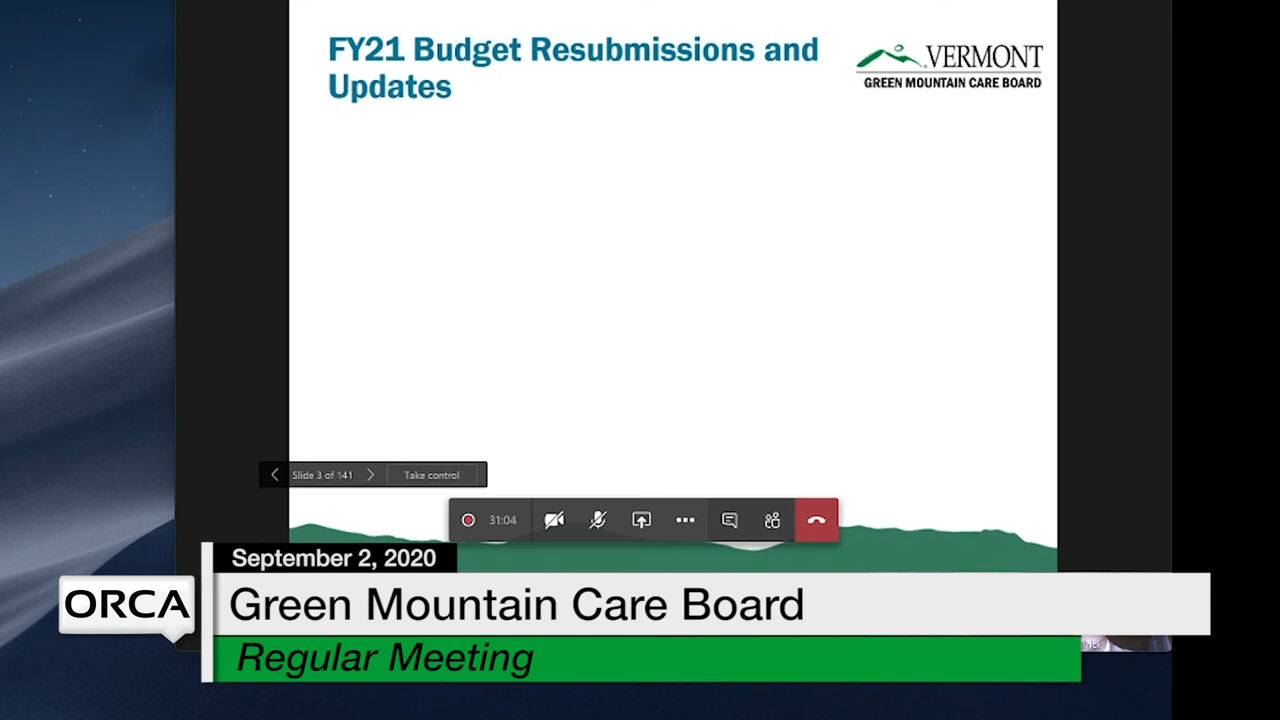 FY21 Budget Resubmissions and
Updates
VERMONT
GREEN MOUNTAIN CARE BOARD
Slide 3 of 141
Take control
31:04
September 2, 2020
ORCA
Green Mountain Care Board
Regular Meeting